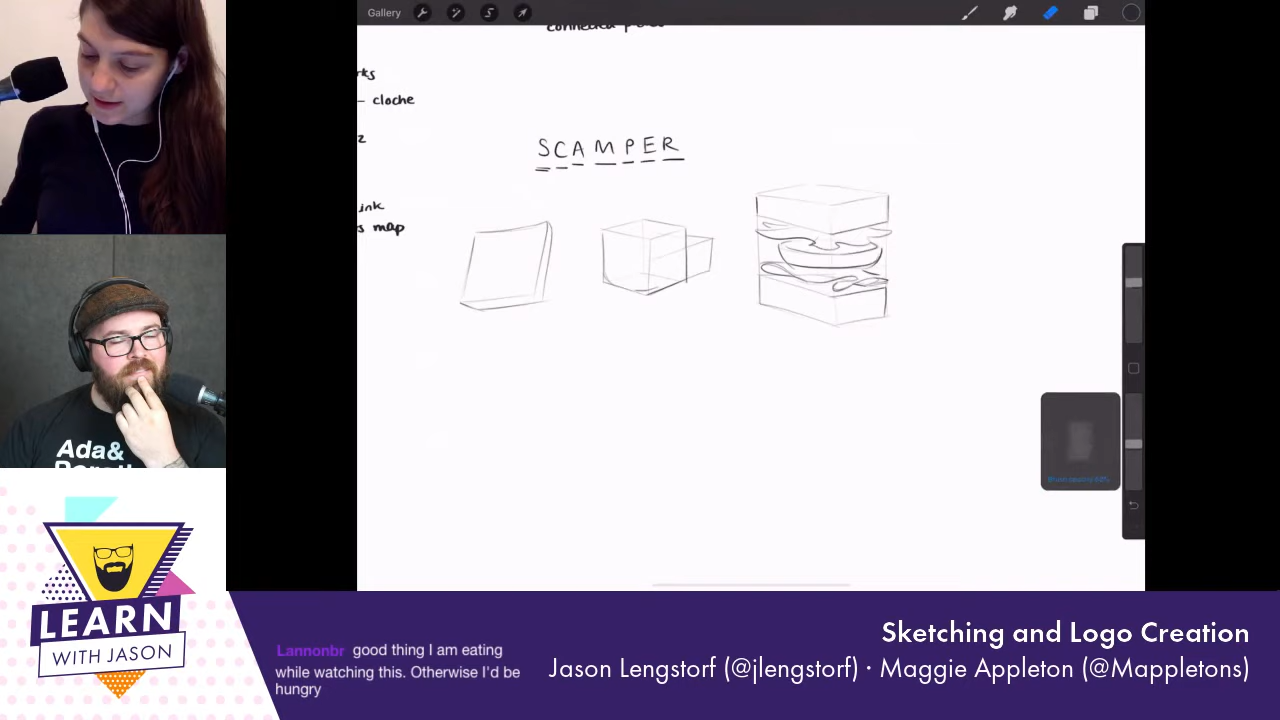 Gallery
connected
rks
– cloche
z
ink
s map
SCAMPER
Ada&
LEARN
WITH JASON
Lannonbr good thing I am eating
while watching this. Otherwise I'd be
hungry
Sketching and Logo Creation
Jason Lengstorf (@jlengstorf) · Maggie Appleton (@Mappletons)